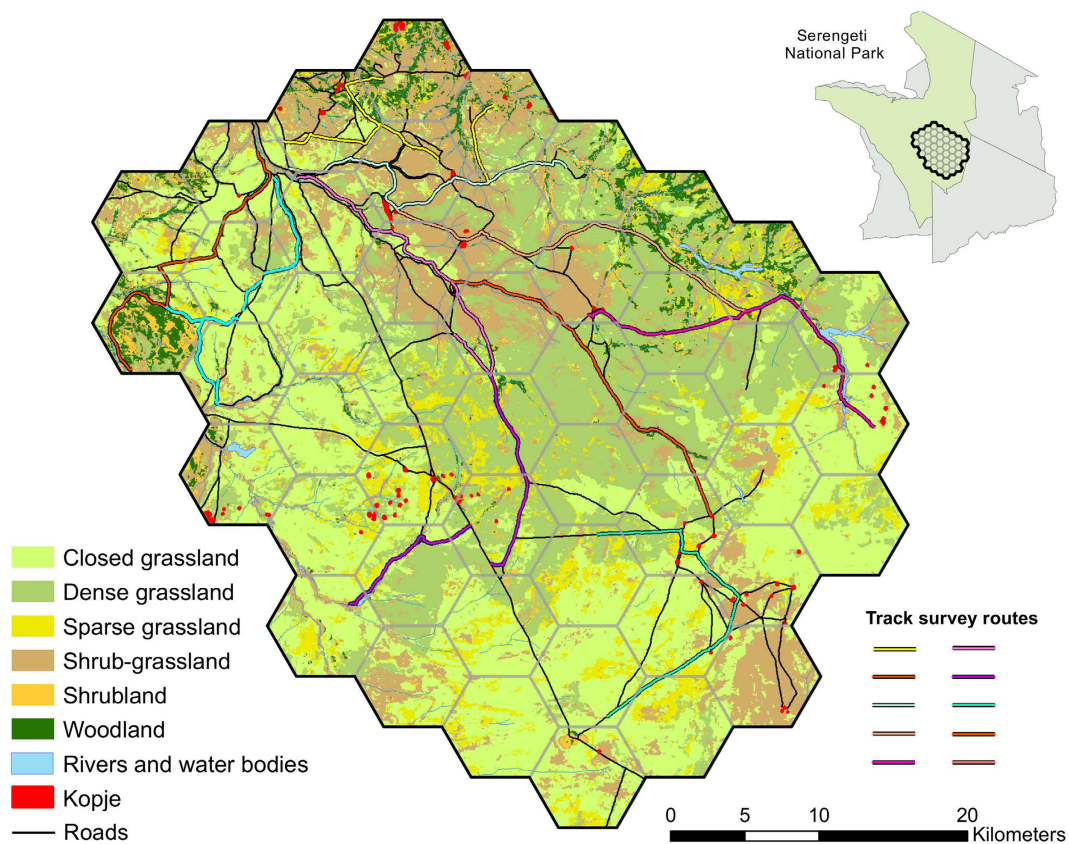 Serengeti
National Park
Closed grassland
Dense grassland
Sparse grassland
Shrub-grassland
Shrubland
Woodland
Rivers and water bodies
Kopje
Roads
Track survey routes
0 5 10 20
Kilometers